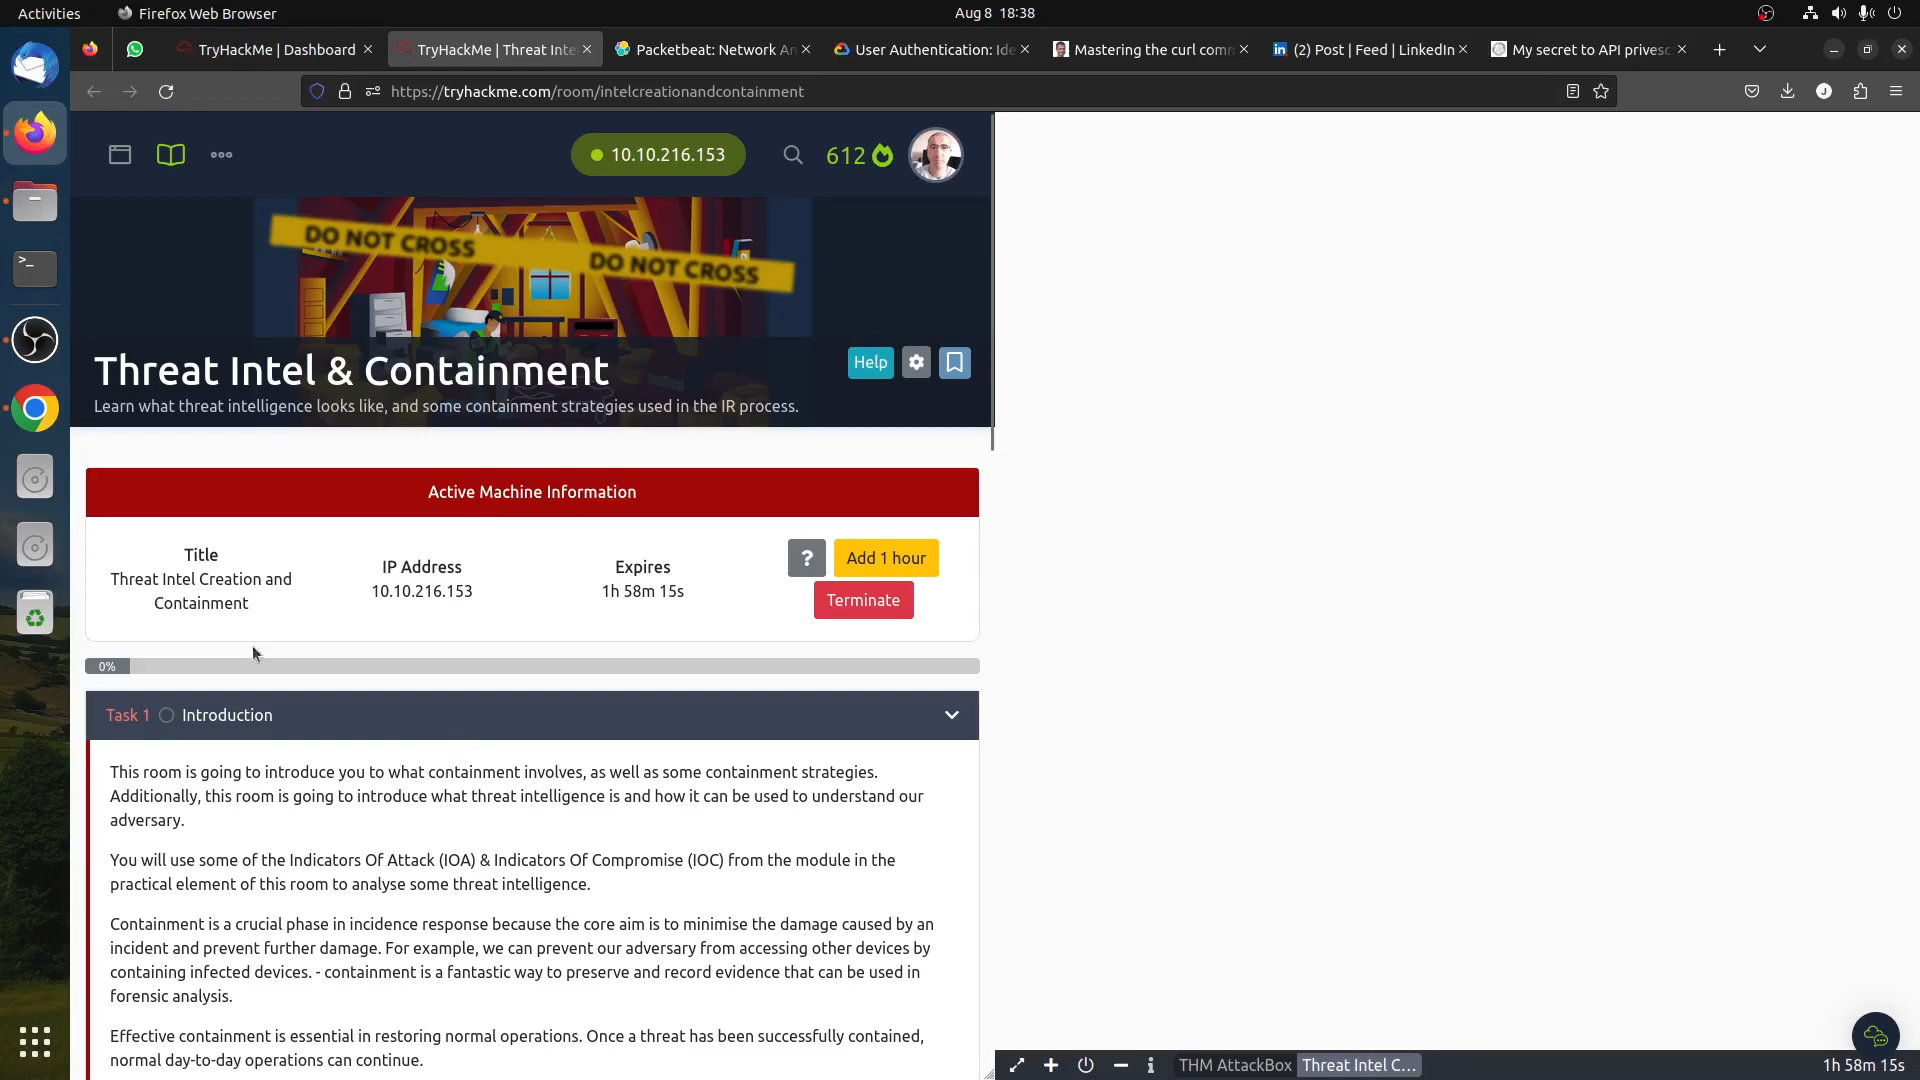 Activities
Firefox Web Browser
Aug 8 18:38
TryHackMe | Dashboard
TryHackMe | Threat Inte
Packetbeat: Network An
User Authentication: Ide
Mastering the curl com
(2) Post | Feed | LinkedIn
My secret to API privesc
https://tryhackme.com/room/intelcreationandcontainment
10.10.216.153
612
DO NOT CROSS
DO NOT CROSS
Threat Intel & Containment
Help
Learn what threat intelligence looks like, and some containment strategies used in the IR process.
Active Machine Information
Title
Threat Intel Creation and
Containment
IP Address
10.10.216.153
Expires
1h 58m 15s
?
Add 1 hour
Terminate
0%
Task 1
Introduction
This room is going to introduce you to what containment involves, as well as some containment strategies.
Additionally, this room is going to introduce what threat intelligence is and how it can be used to understand our
adversary.
You will use some of the Indicators Of Attack (IOA) & Indicators Of Compromise (IOC) from the module in the
practical element of this room to analyse some threat intelligence.
Containment is a crucial phase in incidence response because the core aim is to minimise the damage caused by an
incident and prevent further damage. For example, we can prevent our adversary from accessing other devices by
containing infected devices. - containment is a fantastic way to preserve and record evidence that can be used in
forensic analysis.
Effective containment is essential in restoring normal operations. Once a threat has been successfully contained,
normal day-to-day operations can continue.
THM AttackBox
Threat Intel C...
1h 58m 15s